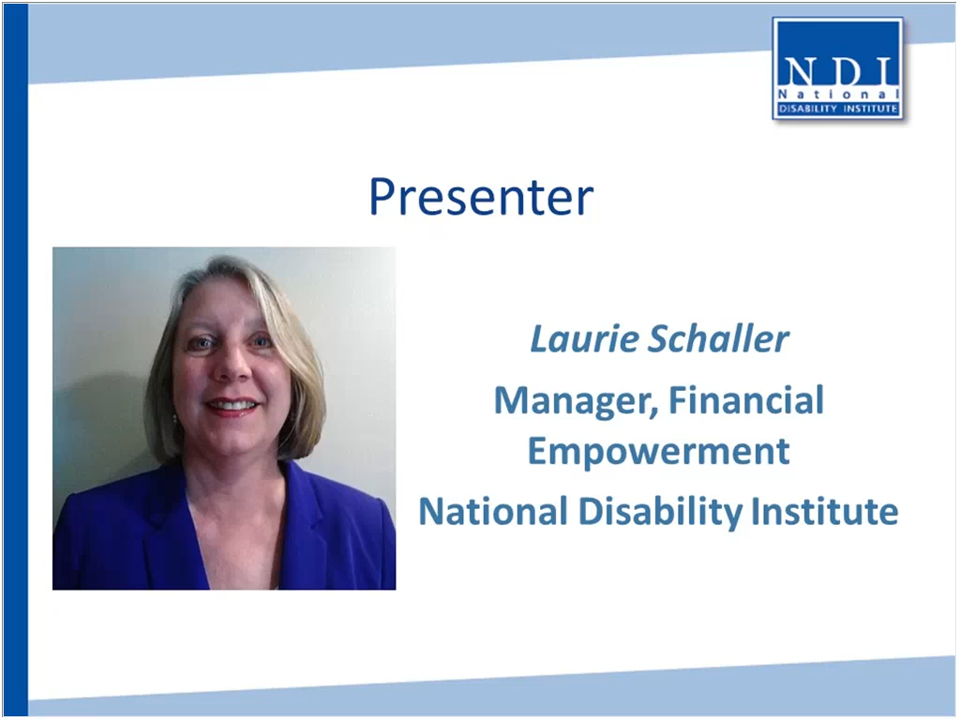 NDI
National
DISABILITY INSTITUTE
Presenter
Laurie Schaller
Manager, Financial
Empowerment
National Disability Institute